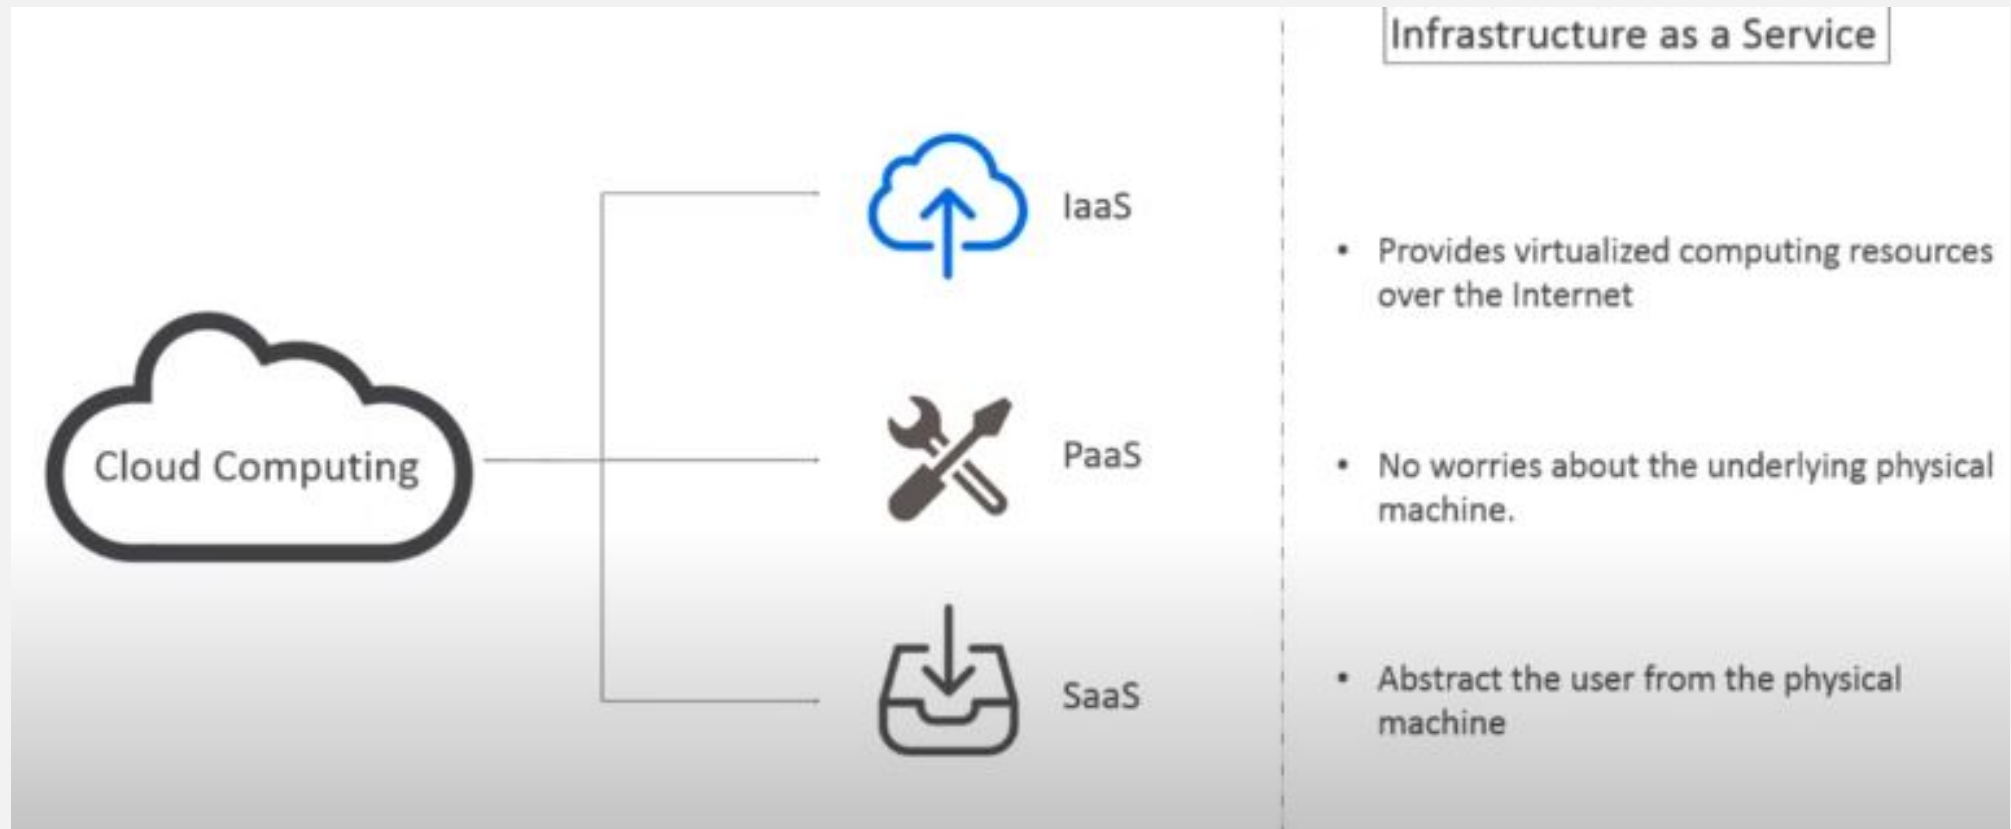 Infrastructure as a Service
IaaS
• Provides virtualized computing resources
over the Internet
Cloud Computing
PaaS
• No worries about the underlying physical
machine.
SaaS
• Abstract the user from the physical
machine